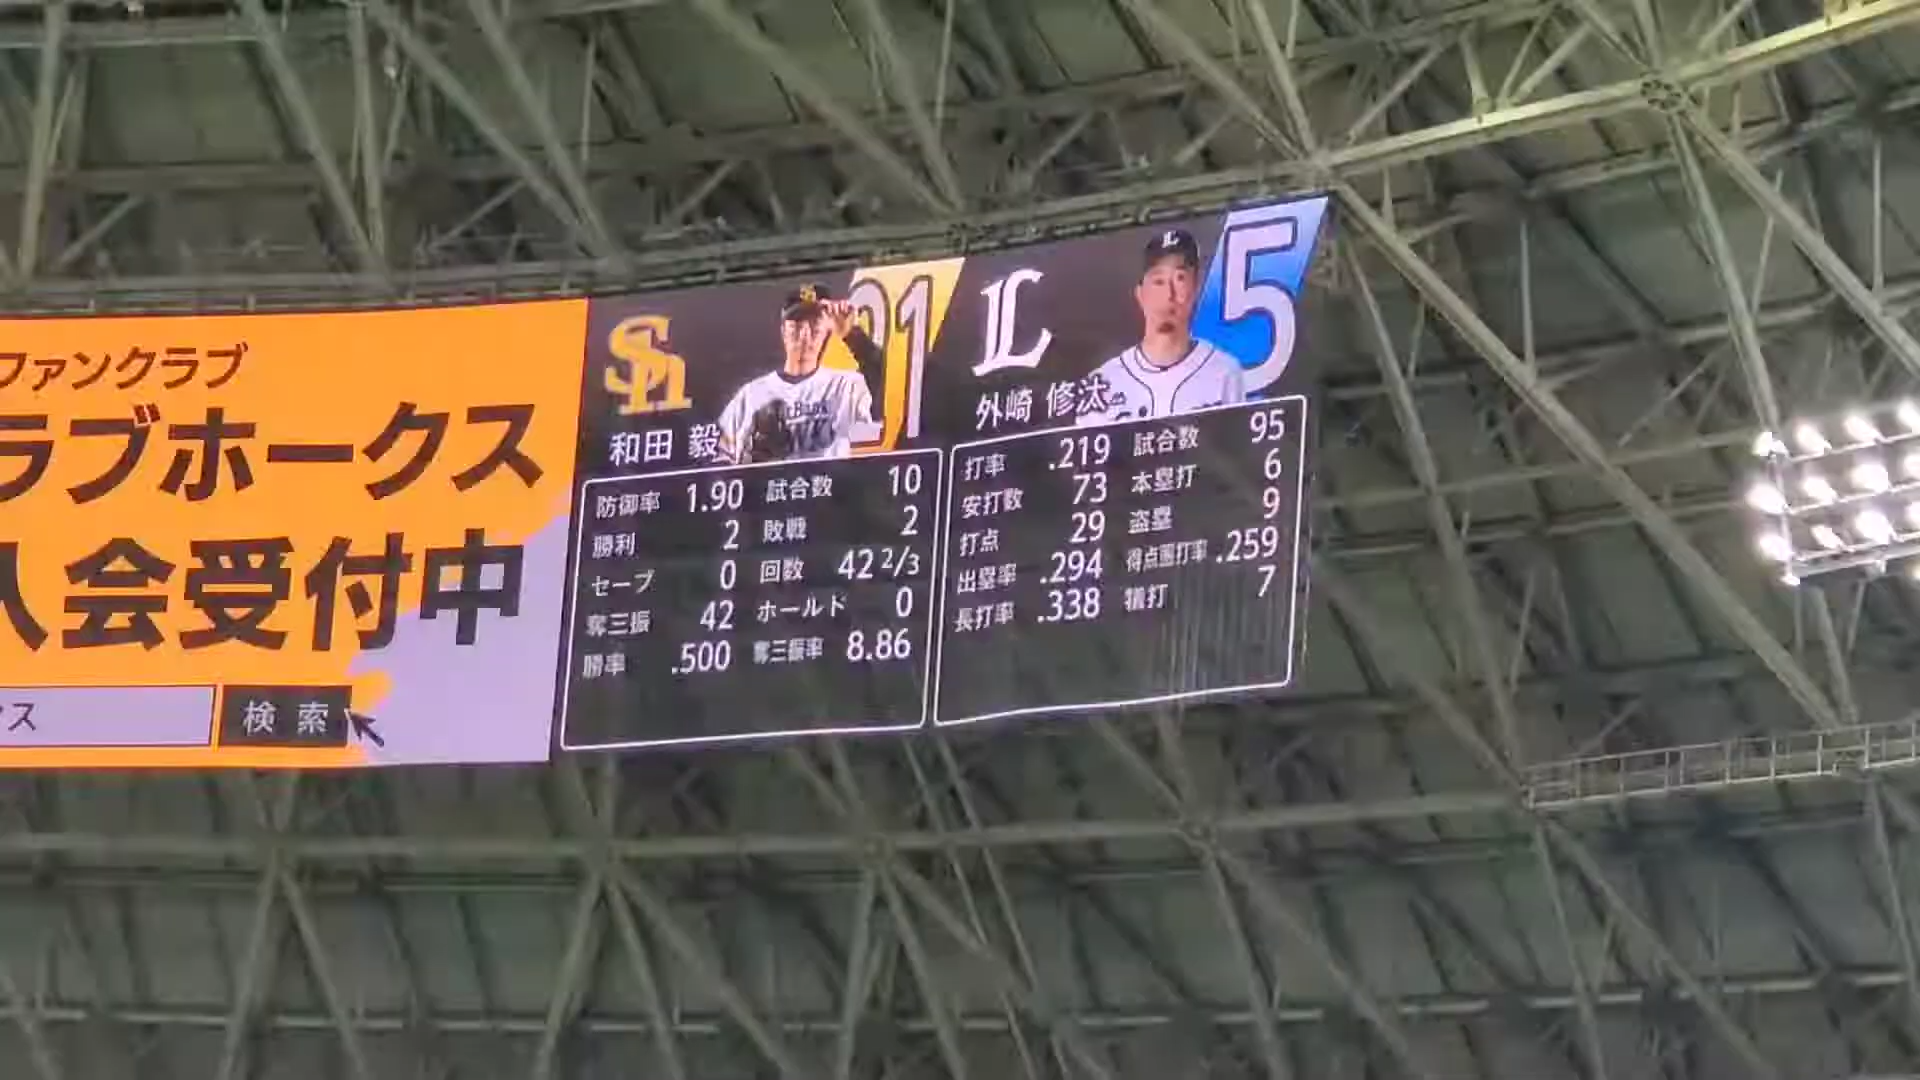 ファンクラブ
ラブホークス
入会受付中
ス
検索
Sh
21
和田 毅
防御率 1.90 試合数 10
勝利 2 敗戦 2
セーブ 0 回数 42 2/3
奪三振 42 ホールド 0
勝率 .500 奪三振率 8.86
L
L
5
外崎 修汰
打率 .219 試合数 95
安打数 73 本塁打 6
打点 29 盗塁 9
出塁率 .294 得点圏打率 .259
長打率 .338 犠打 7